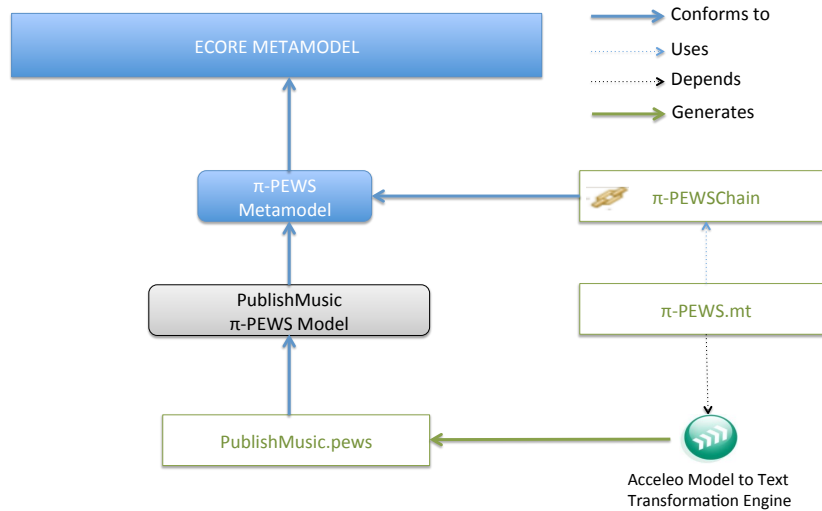 ECORE METAMODEL
Conforms to
Uses
Depends
Generates
π-PEWS
Metamodel
π-PEWSChain
PublishMusic
π-PEWS Model
π-PEWS.mt
PublishMusic.pews
Acceleo Model to Text
Transformation Engine